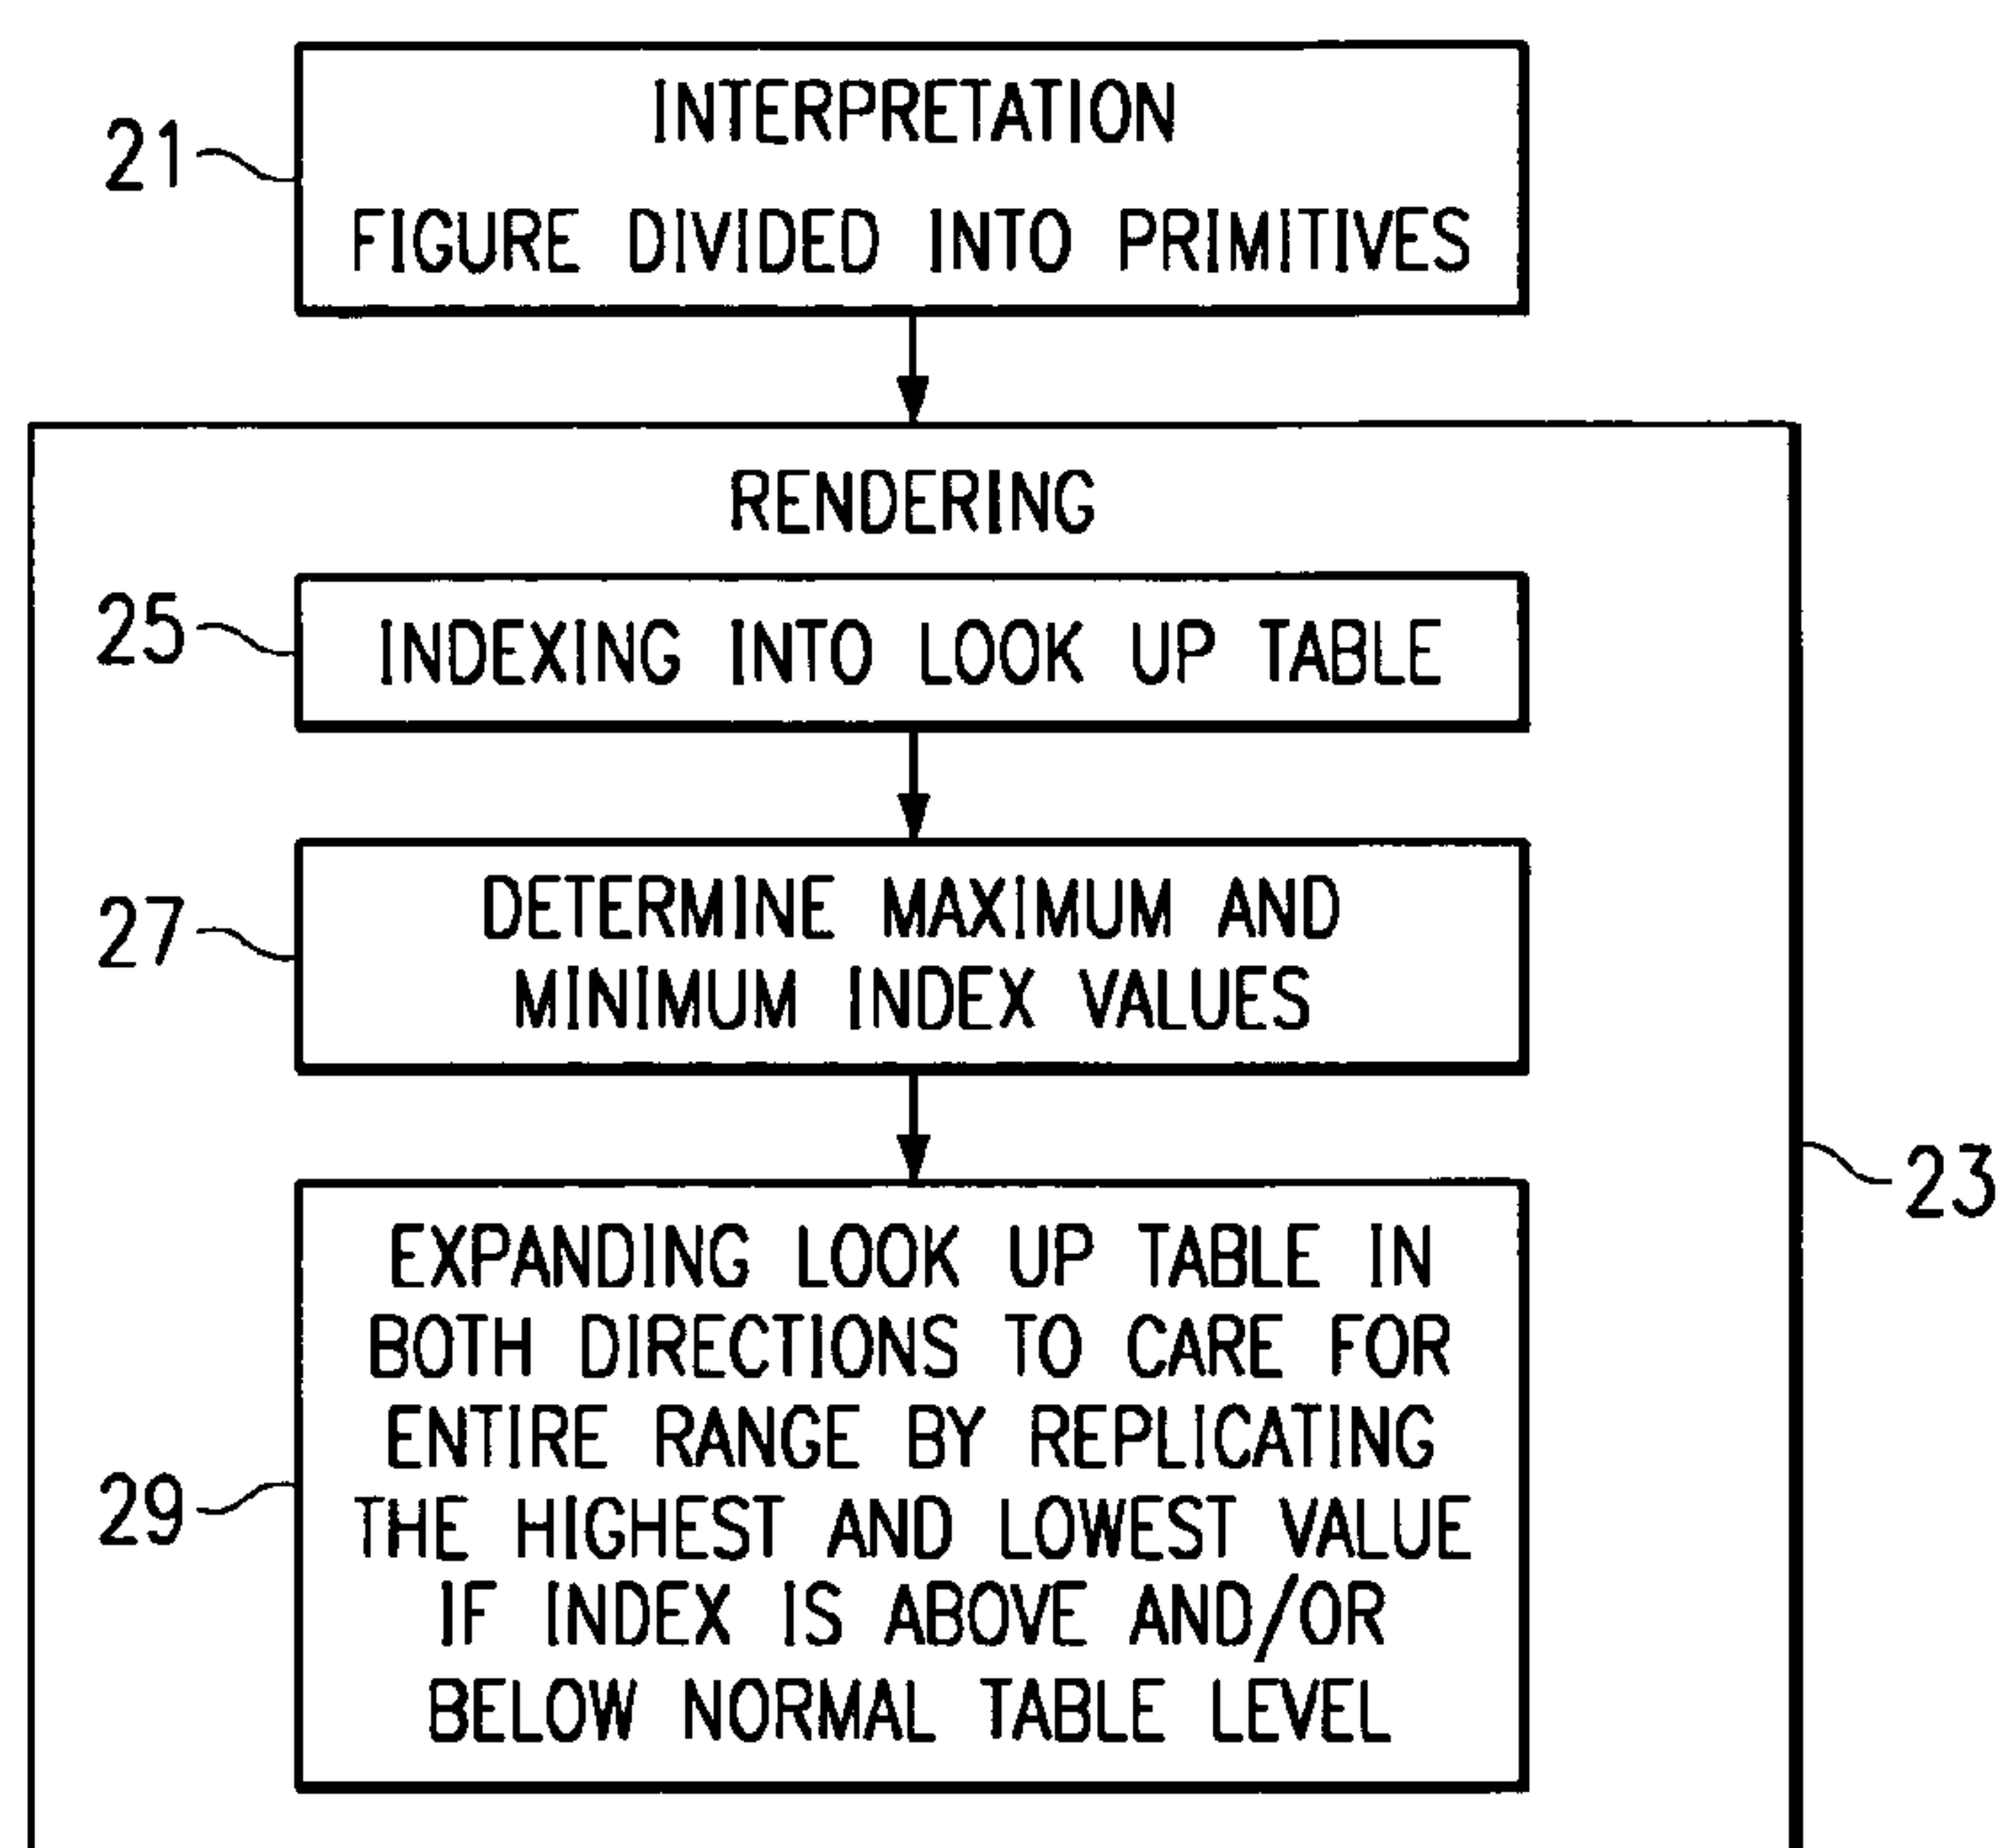 INTERPRETATION
21
FIGURE DIVIDED INTO PRIMITIVES
RENDERING
25
INDEXING INTO LOOK UP TABLE
27
DETERMINE MAXIMUM AND
MINIMUM INDEX VALUES
23
EXPANDING LOOK UP TABLE IN
BOTH DIRECTIONS TO CARE FOR
ENTIRE RANGE BY REPLICATING
29
THE HIGHEST AND LOWEST VALUE
IF INDEX IS ABOVE AND/OR
BELOW NORMAL TABLE LEVEL